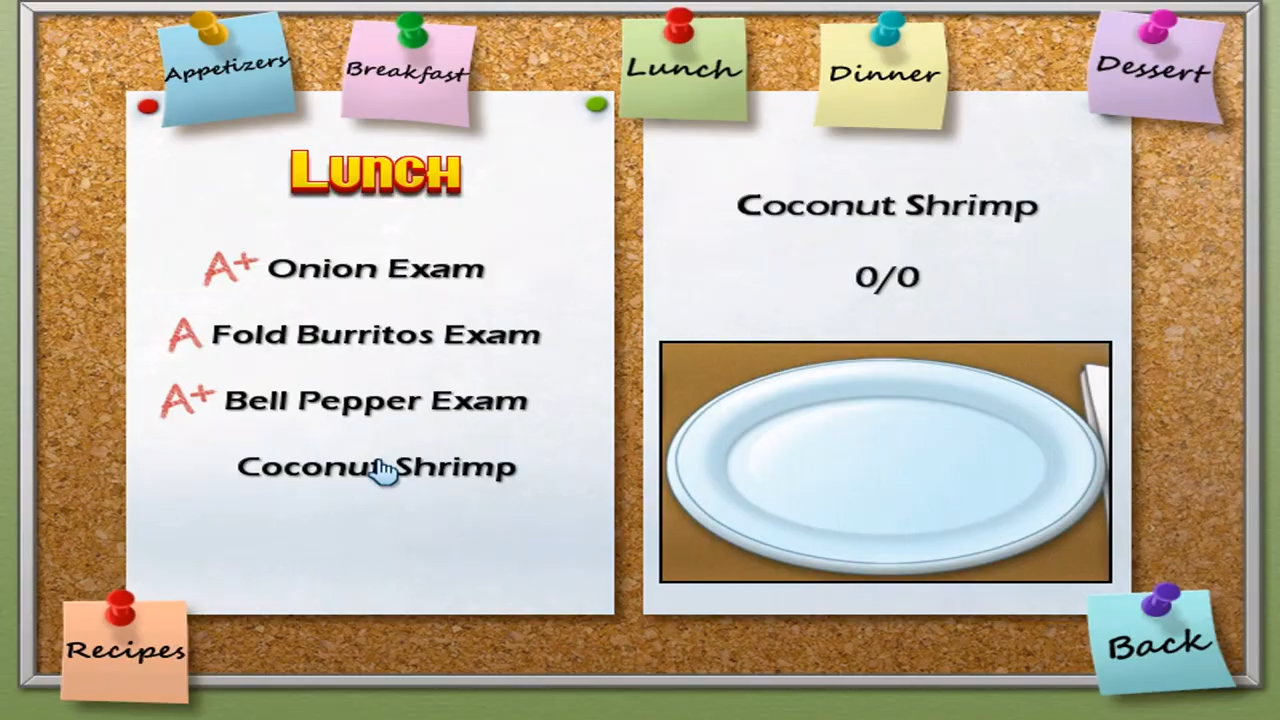 Appetizers
Breakfast
Lunch
Dinner
Dessert
Lunch
A+ Onion Exam
A Fold Burritos Exam
A+ Bell Pepper Exam
Coconut Shrimp
Coconut Shrimp
0/0
Recipes
Back